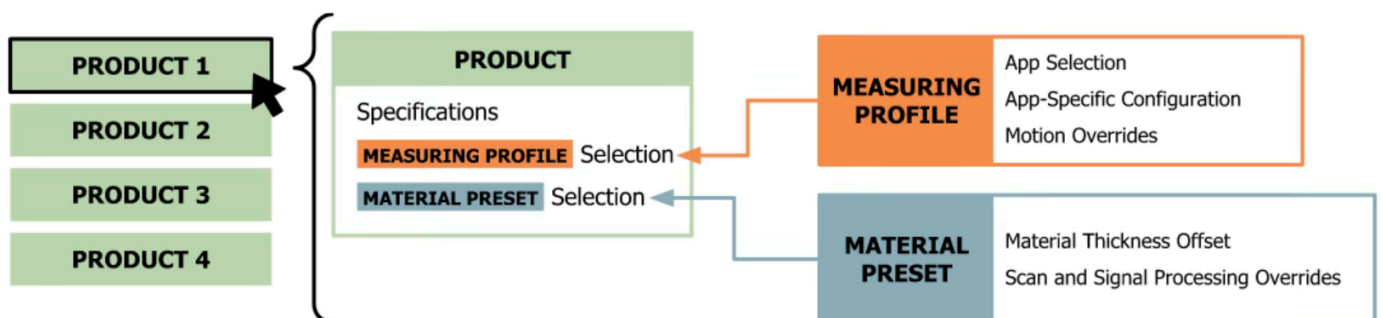 PRODUCT 1
PRODUCT 2
PRODUCT 3
PRODUCT 4
PRODUCT
Specifications
MEASURING PROFILE Selection
MATERIAL PRESET Selection
MEASURING
PROFILE
App Selection
App-Specific Configuration
Motion Overrides
MATERIAL
PRESET
Material Thickness Offset
Scan and Signal Processing Overrides